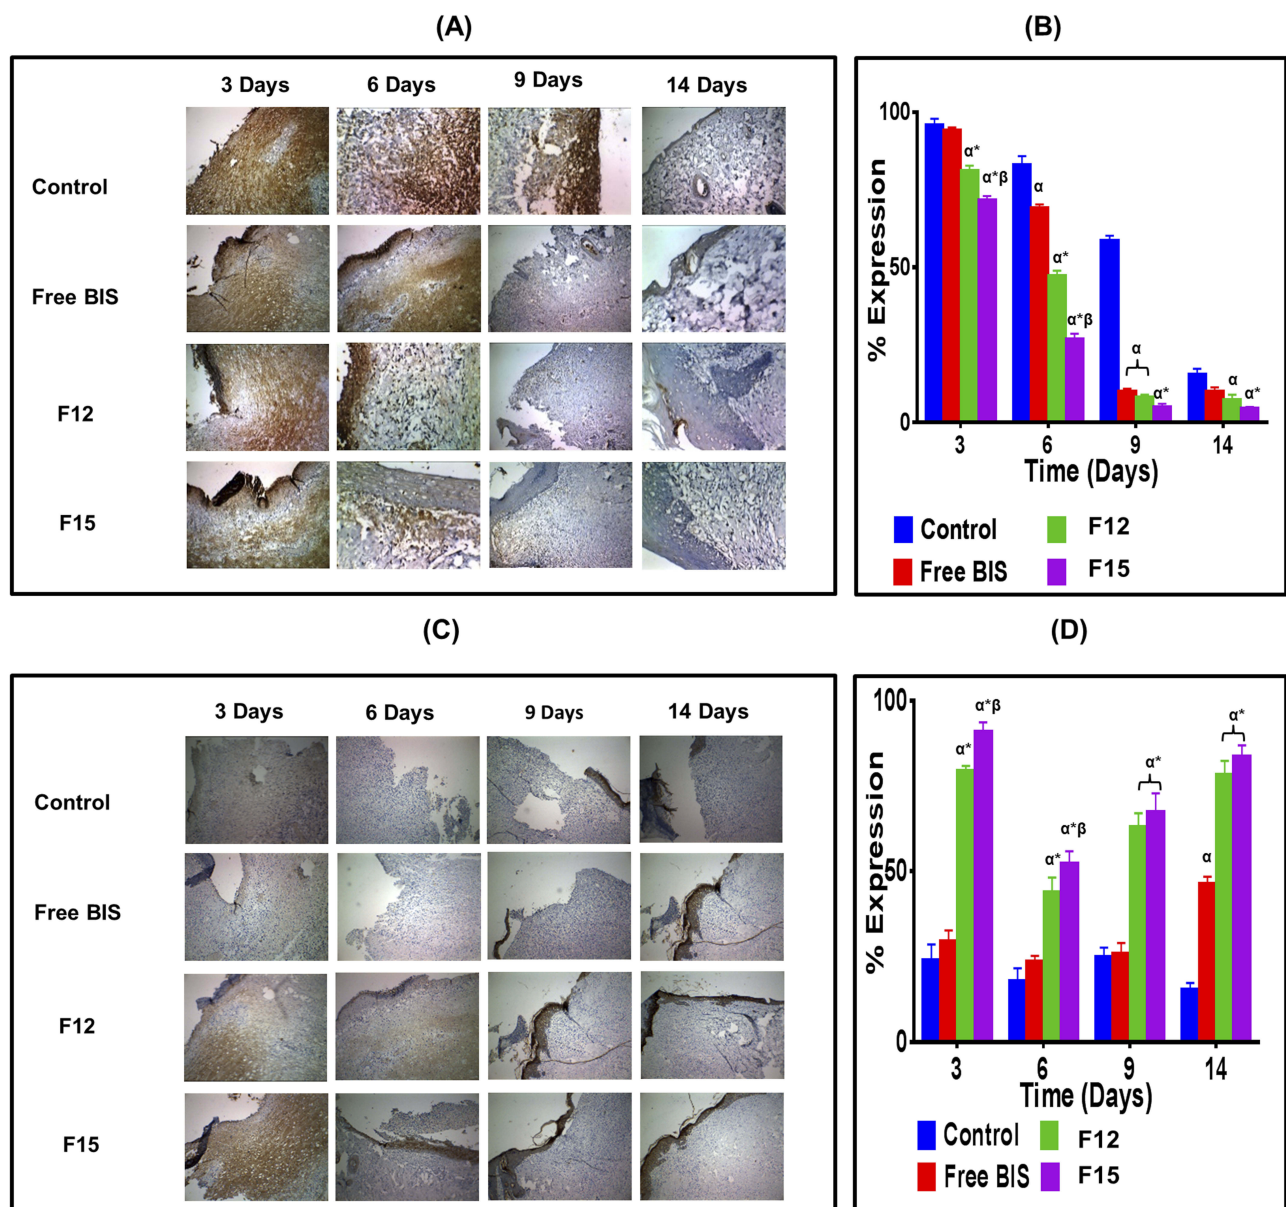 (A)
3 Days 6 Days 9 Days 14 Days
Control
Free BIS
F12
F15
(B)
% Expression
100
50
0
α*
α*β
α
α*
α*β
α
α*
α
α*
3 6 9 14
Time (Days)
Control F12
Free BIS F15
(C)
3 Days 6 Days 9 Days 14 Days
Control
Free BIS
F12
F15
(D)
% Expression
100
50
0
α*
α*β
α*
α*β
α*
α
α*
3 6 9 14
Time (Days)
Control F12
Free BIS F15